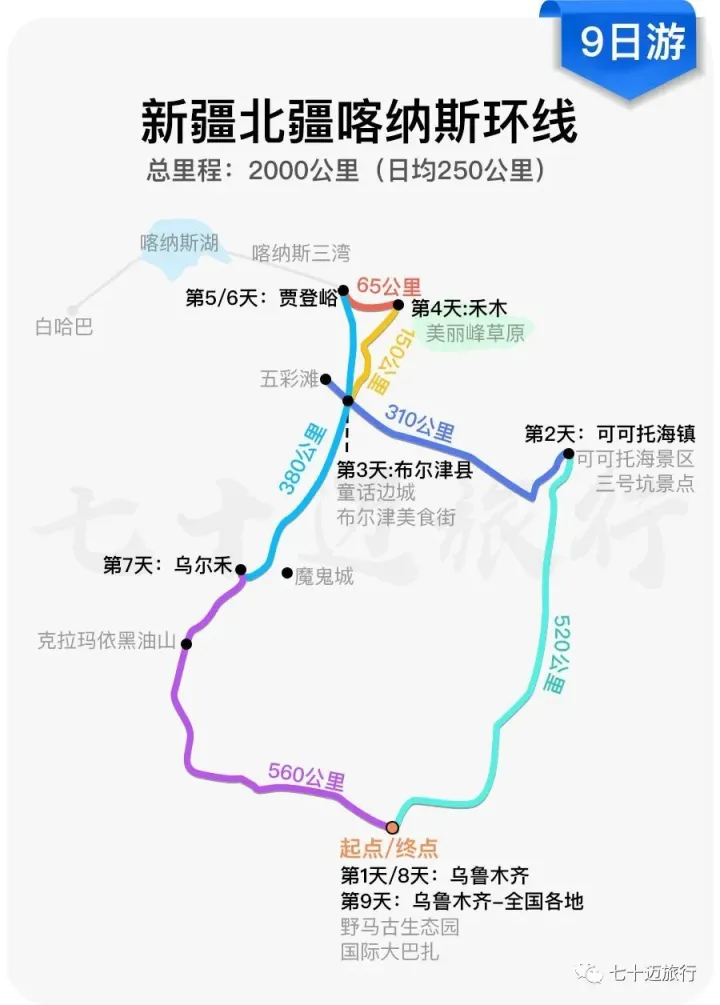 9日游
新疆北疆喀纳斯环线
总里程：2000公里（日均250公里）
喀纳斯湖
喀纳斯三湾
第5/6天：贾登峪
65公里
第4天:禾木
美丽峰草原
白哈巴
150公里
五彩滩
310公里
第2天：可可托海镇
可可托海景区
三号坑景点
380公里
第3天:布尔津县
童话边城
布尔津美食街
七十迈旅行
第7天：乌尔禾
魔鬼城
克拉玛依黑油山
520公里
560公里
起点/终点
第1天/8天：乌鲁木齐
第9天：乌鲁木齐-全国各地
野马古生态园
国际大巴扎
七十迈旅行